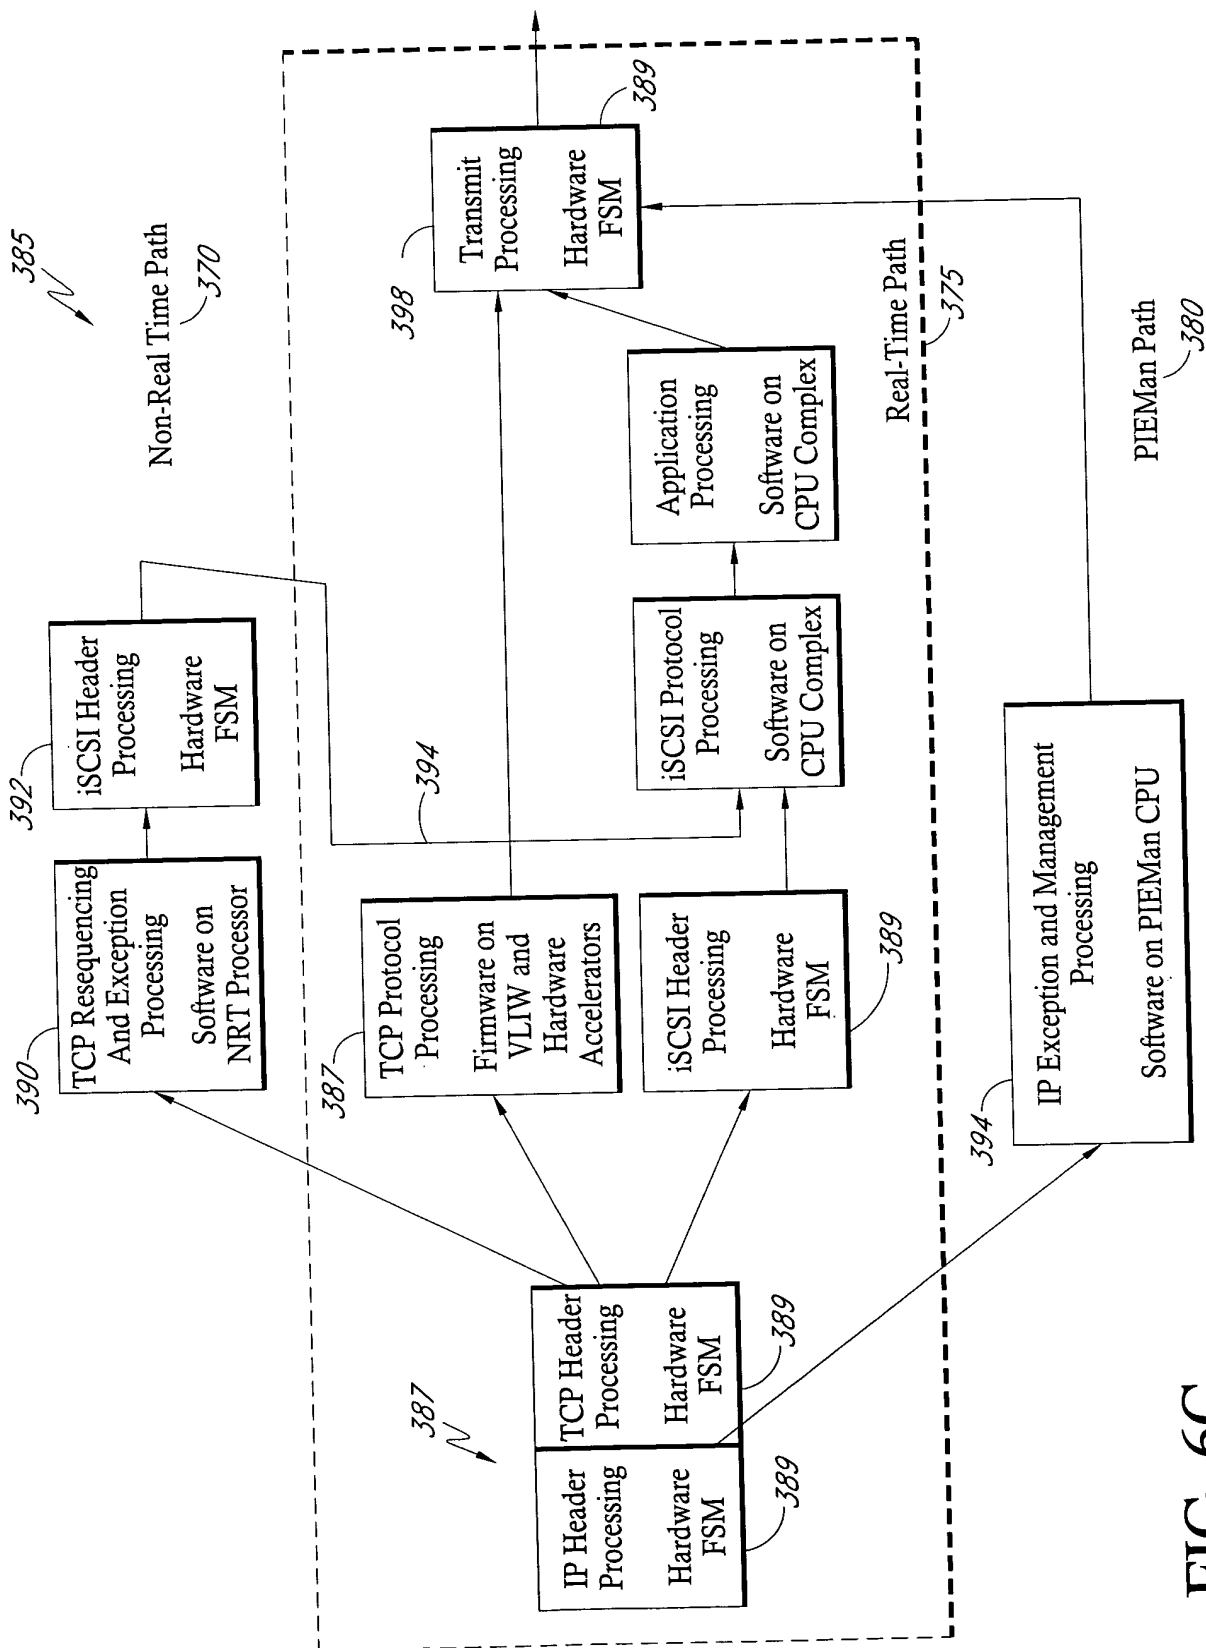 385
Non-Real Time Path
370
390
TCP Resequencing
And Exception
Processing
Software on
NRT Processor
392
iSCSI Header
Processing
Hardware
FSM
387
IP Header
Processing
Hardware
FSM
389
TCP Header
Processing
Hardware
FSM
389
387
TCP Protocol
Processing
Firmware on
VLIW and
Hardware
Accelerators
394
iSCSI Header
Processing
Hardware
FSM
389
iSCSI Protocol
Processing
Software on
CPU Complex
Application
Processing
Software on
CPU Complex
398
Transmit
Processing
Hardware
FSM
389
Real-Time Path
375
394
IP Exception and Management
Processing
Software on PIEMan CPU
PIEMan Path
380
FIG. 6C